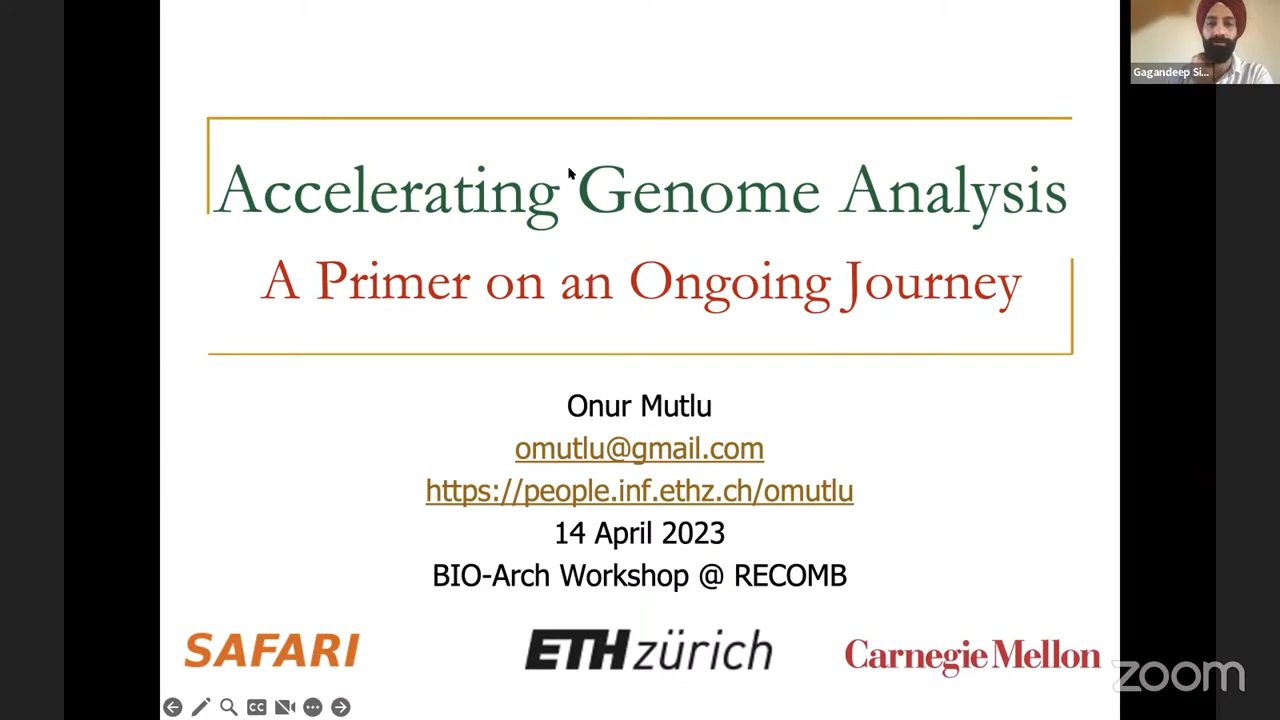 Gagandeep Si...
Accelerating Genome Analysis
A Primer on an Ongoing Journey
Onur Mutlu
omutlu@gmail.com
https://people.inf.ethz.ch/omutlu
14 April 2023
BIO-Arch Workshop @ RECOMB
SAFARI
ETH zürich
Carnegie Mellon
zoom
CC